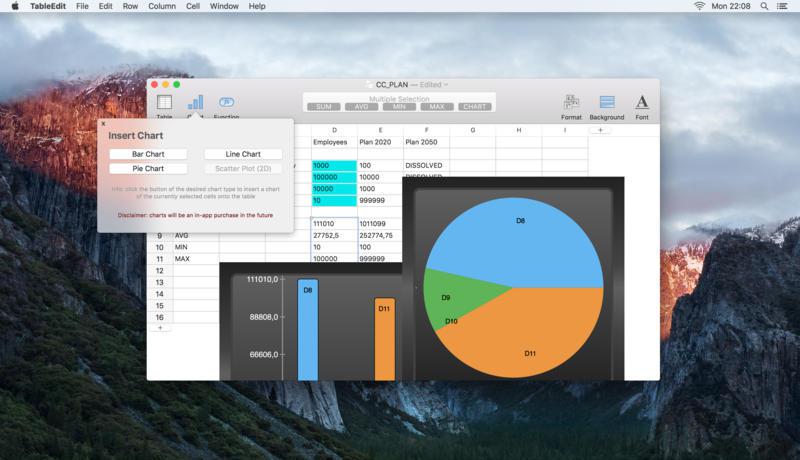 TableEdit File Edit Row Column Cell Window Help Mon 22:08
CC_PLAN — Edited
Multiple Selection
SUM AVG MIN MAX CHART
Table Function Format Background Font
x
Insert Chart
Bar Chart Line Chart
Pie Chart Scatter Plot (2D)
Info: click the button of the desired chart type to insert a chart
of the currently selected cells onto the table
Disclaimer: charts will be an in-app purchase in the future
D E F G H I +
Employees Plan 2020 Plan 2050
1000 100 DISSOLVED
100000 10000 DISSOLVED
10000 1000
10 999999
111010 1011099
9 AVG 27752,5 252774,75
10 MIN 10 100
11 MAX 100000 999999
12
13
14
15
16
+
111010,0
88808,0
66606,0
D8
D11
D8
D9
D10
D11